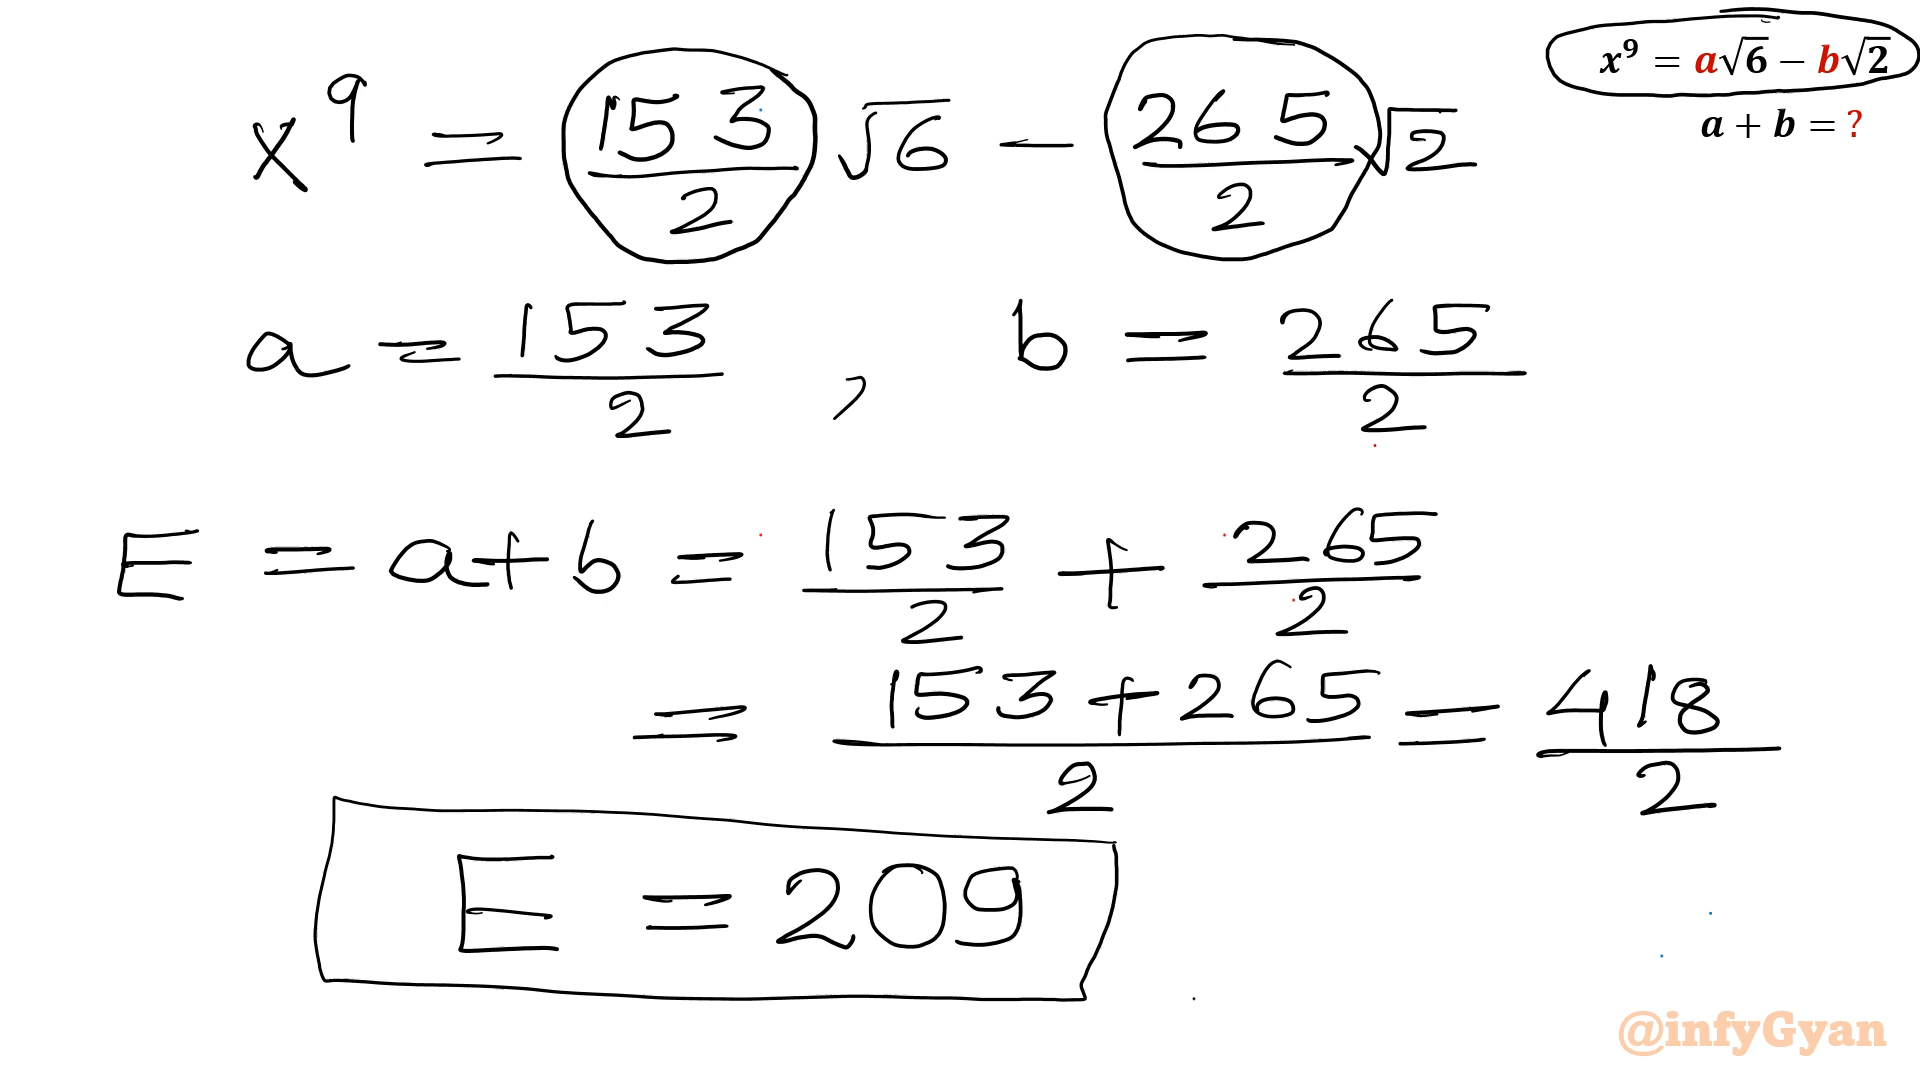 x⁹ = 153/2 √6 − 265/2 √2
x⁹ = a√6 − b√2
a + b = ?
a = 153/2 , b = 265/2
E = a+b = 153/2 + 265/2
= (153+265)/2 = 418/2
E = 209
@infyGyan